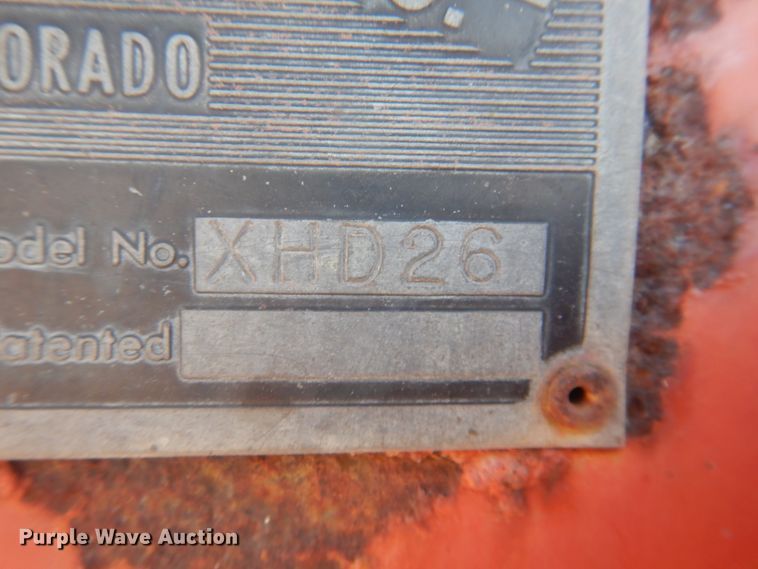 ORADO
odel No. XHD26
atented
Purple Wave Auction®